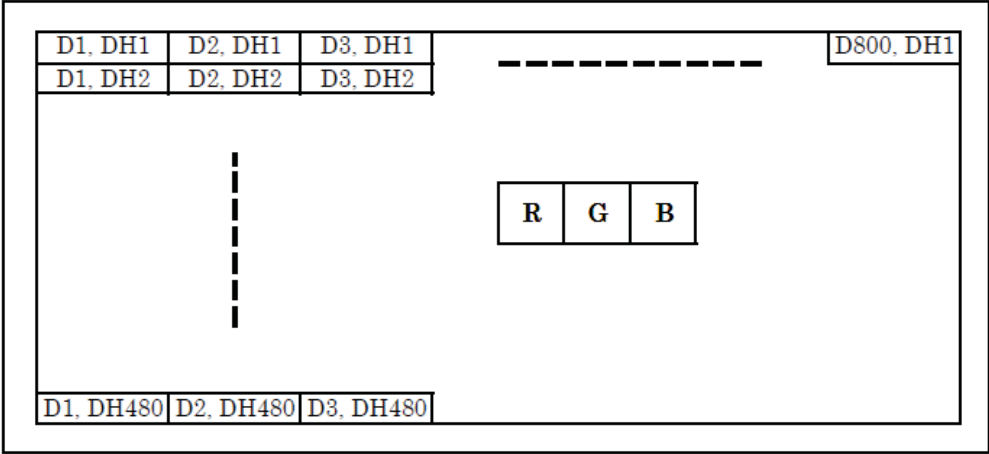 D1, DH1 D2, DH1 D3, DH1 D800, DH1
D1, DH2 D2, DH2 D3, DH2
R G B
D1, DH480 D2, DH480 D3, DH480